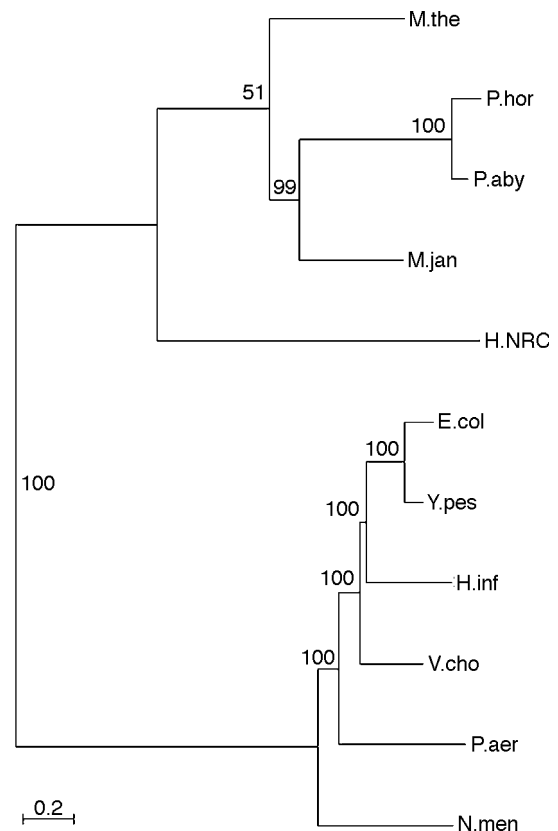 M.the
51
P.hor
100
P.aby
99
M.jan
H.NRC
E.col
100
100
Y.pes
100
H.inf
100
V.cho
P.aer
0.2
N.men